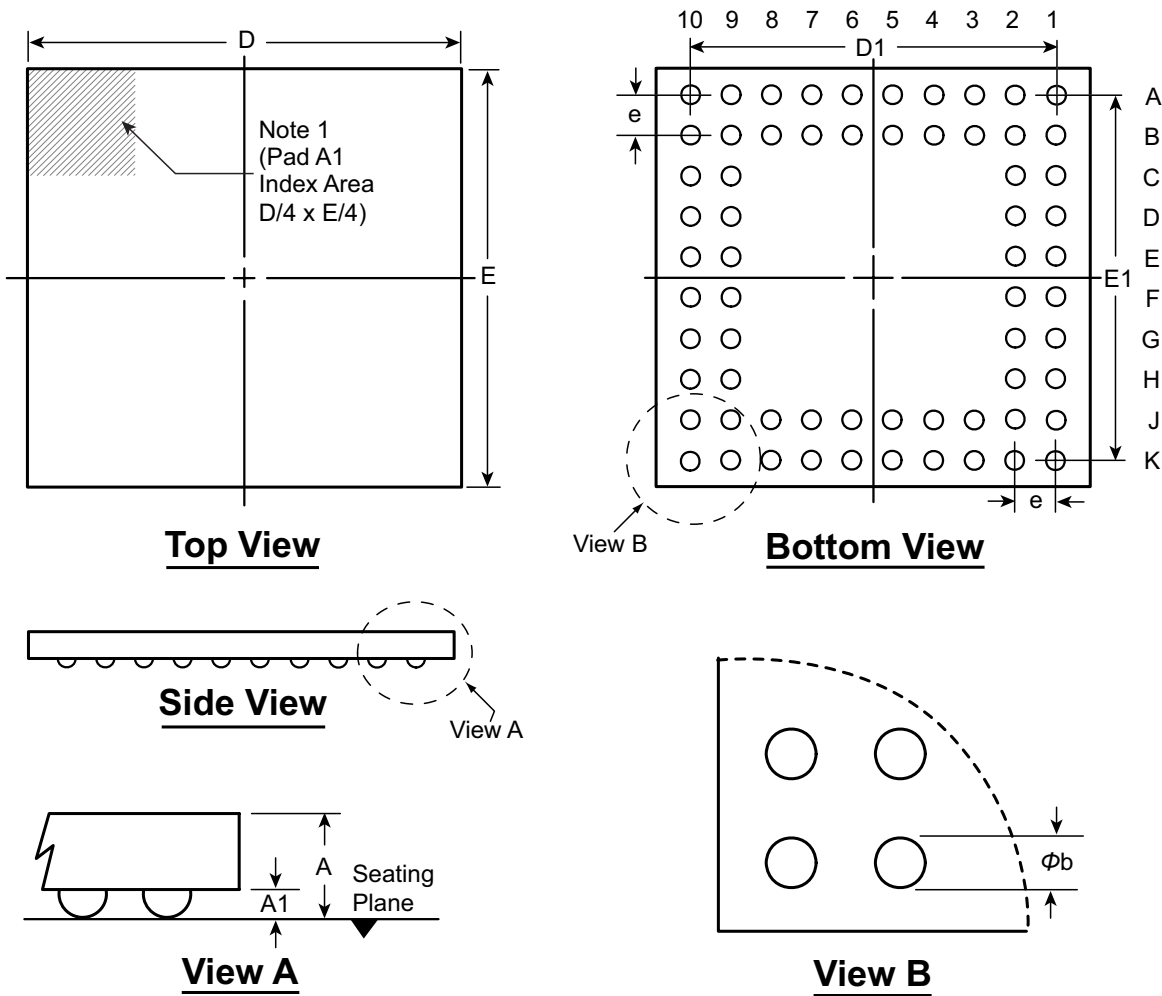 D
Note 1
(Pad A1
Index Area
D/4 x E/4)
E
Top View
10 9 8 7 6 5 4 3 2 1
D1
e
A
B
C
D
E
F
G
H
J
K
E1
e
View B
Bottom View
Side View
View A
A
A1
Seating
Plane
View A
Φb
View B